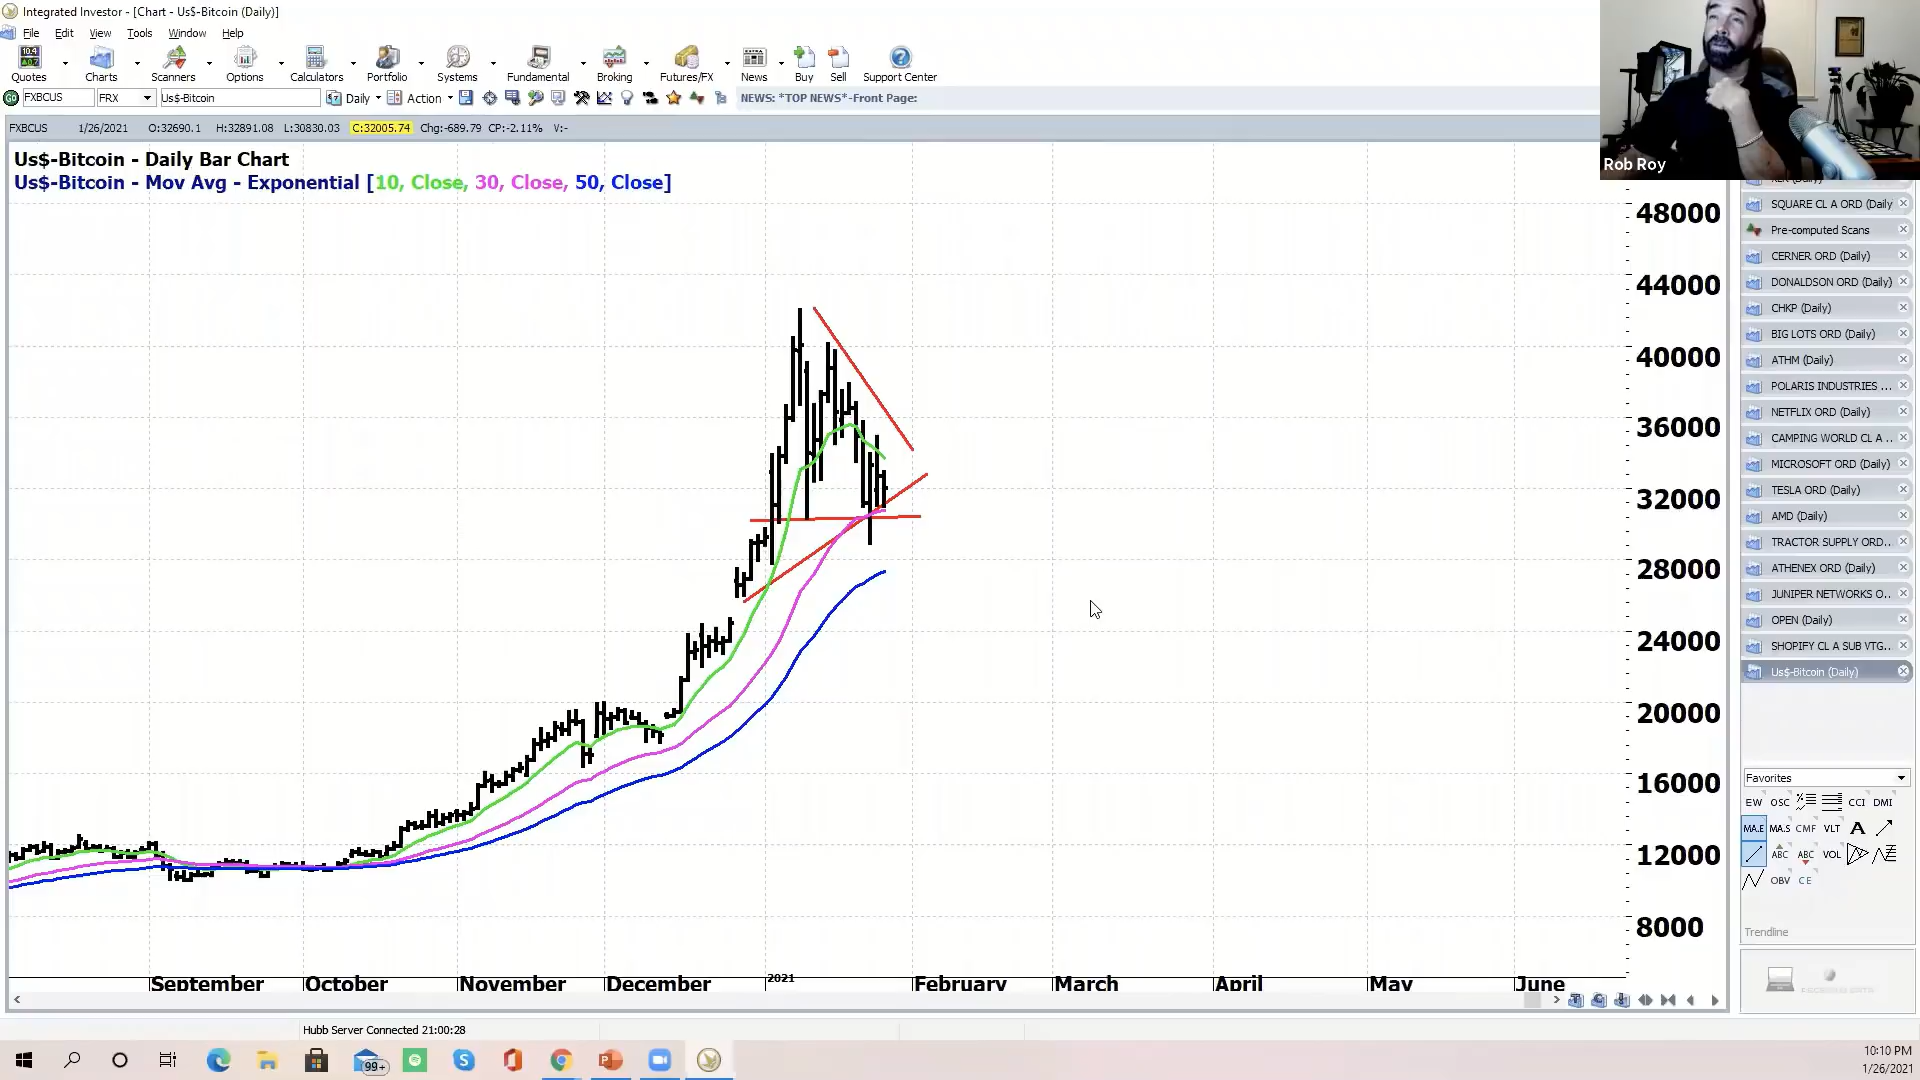 Integrated Investor - [Chart - Us$-Bitcoin (Daily)]
File Edit View Tools Window Help
Quotes Charts Scanners Options Calculators Portfolio Systems Fundamental Broking Futures/FX News Buy Sell Support Center
FXBCUS FRX Us$-Bitcoin Daily Action NEWS: *TOP NEWS*-Front Page:
FXBCUS 1/26/2021 O:32690.1 H:32891.08 L:30830.03 C:32005.74 Chg:-689.79 CP:-2.11% V:-
Us$-Bitcoin - Daily Bar Chart
Us$-Bitcoin - Mov Avg - Exponential [10, Close, 30, Close, 50, Close]
Rob Roy
48000
44000
40000
36000
32000
28000
24000
20000
16000
12000
8000
2021
September October November December February March April May June
SQUARE CL A ORD (Daily
Pre-computed Scans
CERNER ORD (Daily)
DONALDSON ORD (Daily)
CHKP (Daily)
BIG LOTS ORD (Daily)
ATHM (Daily)
POLARIS INDUSTRIES ...
NETFLIX ORD (Daily)
CAMPING WORLD CL A ..
MICROSOFT ORD (Daily)
TESLA ORD (Daily)
AMD (Daily)
TRACTOR SUPPLY ORD..
ATHENEX ORD (Daily)
JUNIPER NETWORKS O..
OPEN (Daily)
SHOPIFY CL A SUB VTG..
Us$-Bitcoin (Daily)
Favorites
EW OSC CCI DMI
MA.E MA.S CMF VLT A
ABC ABC VOL
OBV CE
Trendline
Hubb Server Connected 21:00:28
99+
10:10 PM
1/26/2021